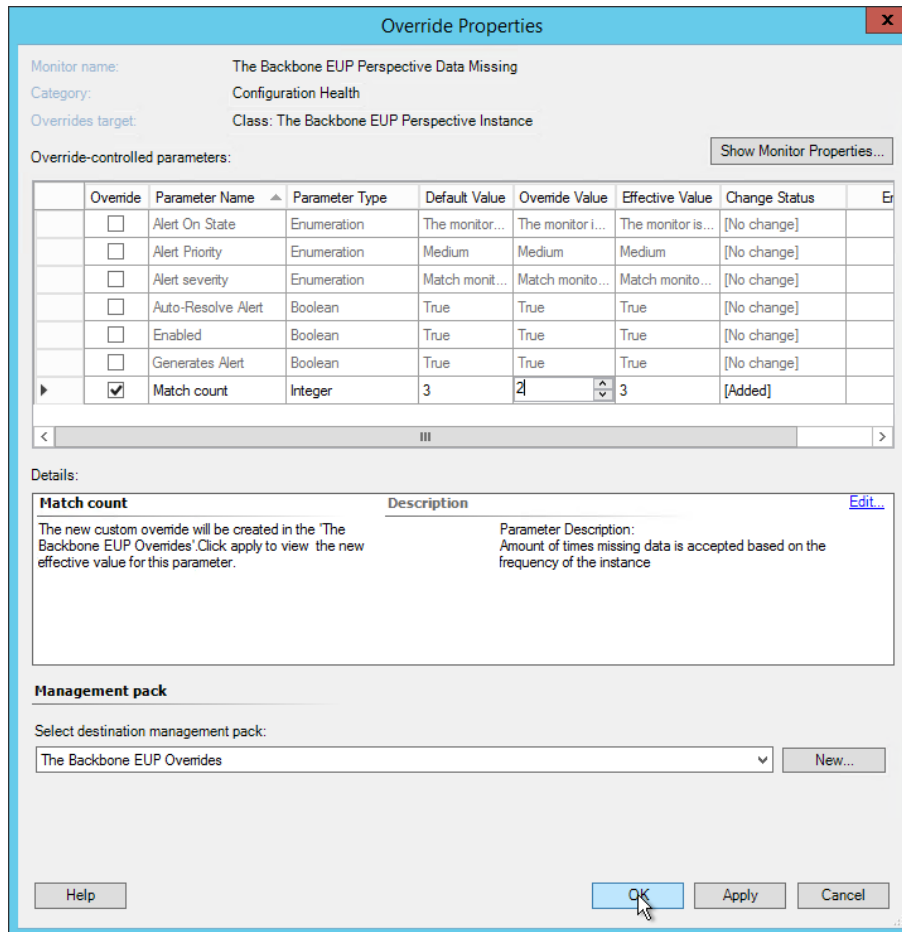 Override Properties
x
Monitor name: The Backbone EUP Perspective Data Missing
Category: Configuration Health
Overrides target: Class: The Backbone EUP Perspective Instance
Override-controlled parameters:
Show Monitor Properties...
Override Parameter Name Parameter Type Default Value Override Value Effective Value Change Status Er
Alert On State Enumeration The monitor... The monitor i... The monitor is... [No change]
Alert Priority Enumeration Medium Medium Medium [No change]
Alert severity Enumeration Match monit... Match monito... Match monito... [No change]
Auto-Resolve Alert Boolean True True True [No change]
Enabled Boolean True True True [No change]
Generates Alert Boolean True True True [No change]
Match count Integer 3 2 3 [Added]
Details:
Match count Description Edit...
The new custom override will be created in the 'The
Backbone EUP Overrides'.Click apply to view the new
effective value for this parameter.
Parameter Description:
Amount of times missing data is accepted based on the
frequency of the instance
Management pack
Select destination management pack:
The Backbone EUP Overrides New...
Help OK Apply Cancel